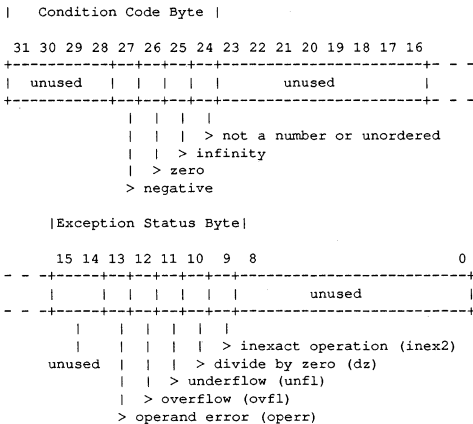 |   Condition Code Byte |
31 30 29 28 27 26 25 24 23 22 21 20 19 18 17 16
+-----------+--+--+--+--+-----------------------+- - -
|  unused   |  |  |  |  |        unused         |
+-----------+--+--+--+--+-----------------------+- - -
|  |  |  |
|  |  |  > not a number or unordered
|  |  > infinity
|  > zero
> negative
|Exception Status Byte|
15 14 13 12 11 10 9 8 0
- - -+-----+--+--+--+--+--+--------------------------+
|     |  |  |  |  |  |         unused           |
- - -+-----+--+--+--+--+--+--------------------------+
|    |  |  |  |  |
|    |  |  |  |  > inexact operation (inex2)
unused  |  |  |  > divide by zero (dz)
|  |  > underflow (unfl)
|  > overflow (ovfl)
> operand error (operr)